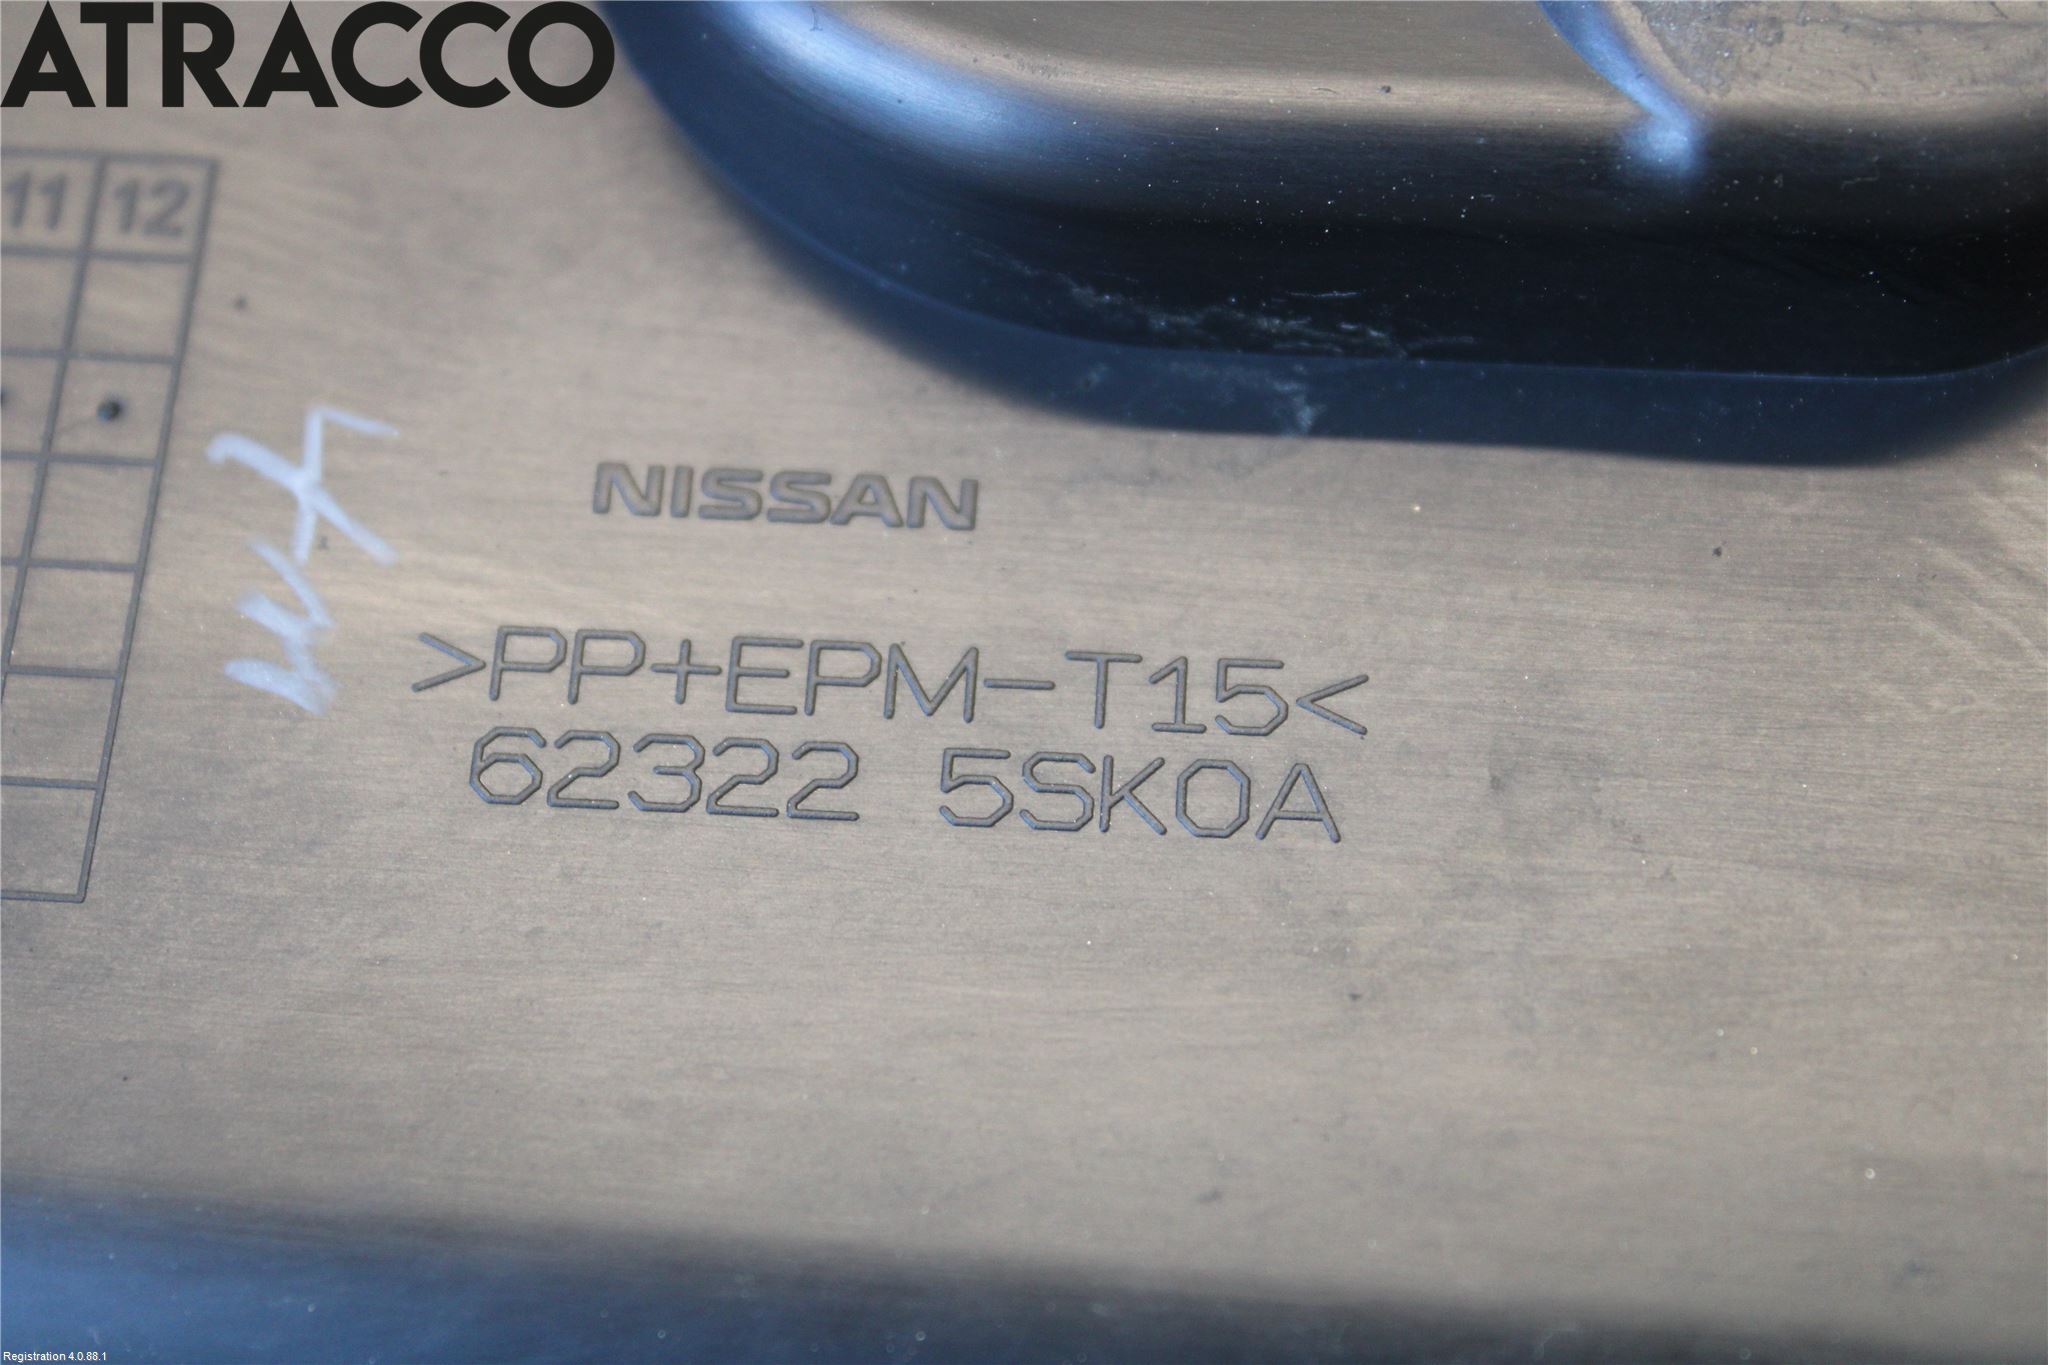 ATRACCO
11 12
NISSAN
>PP+EPM-T15<
62322 5SK0A
Registration 4.0.88.1